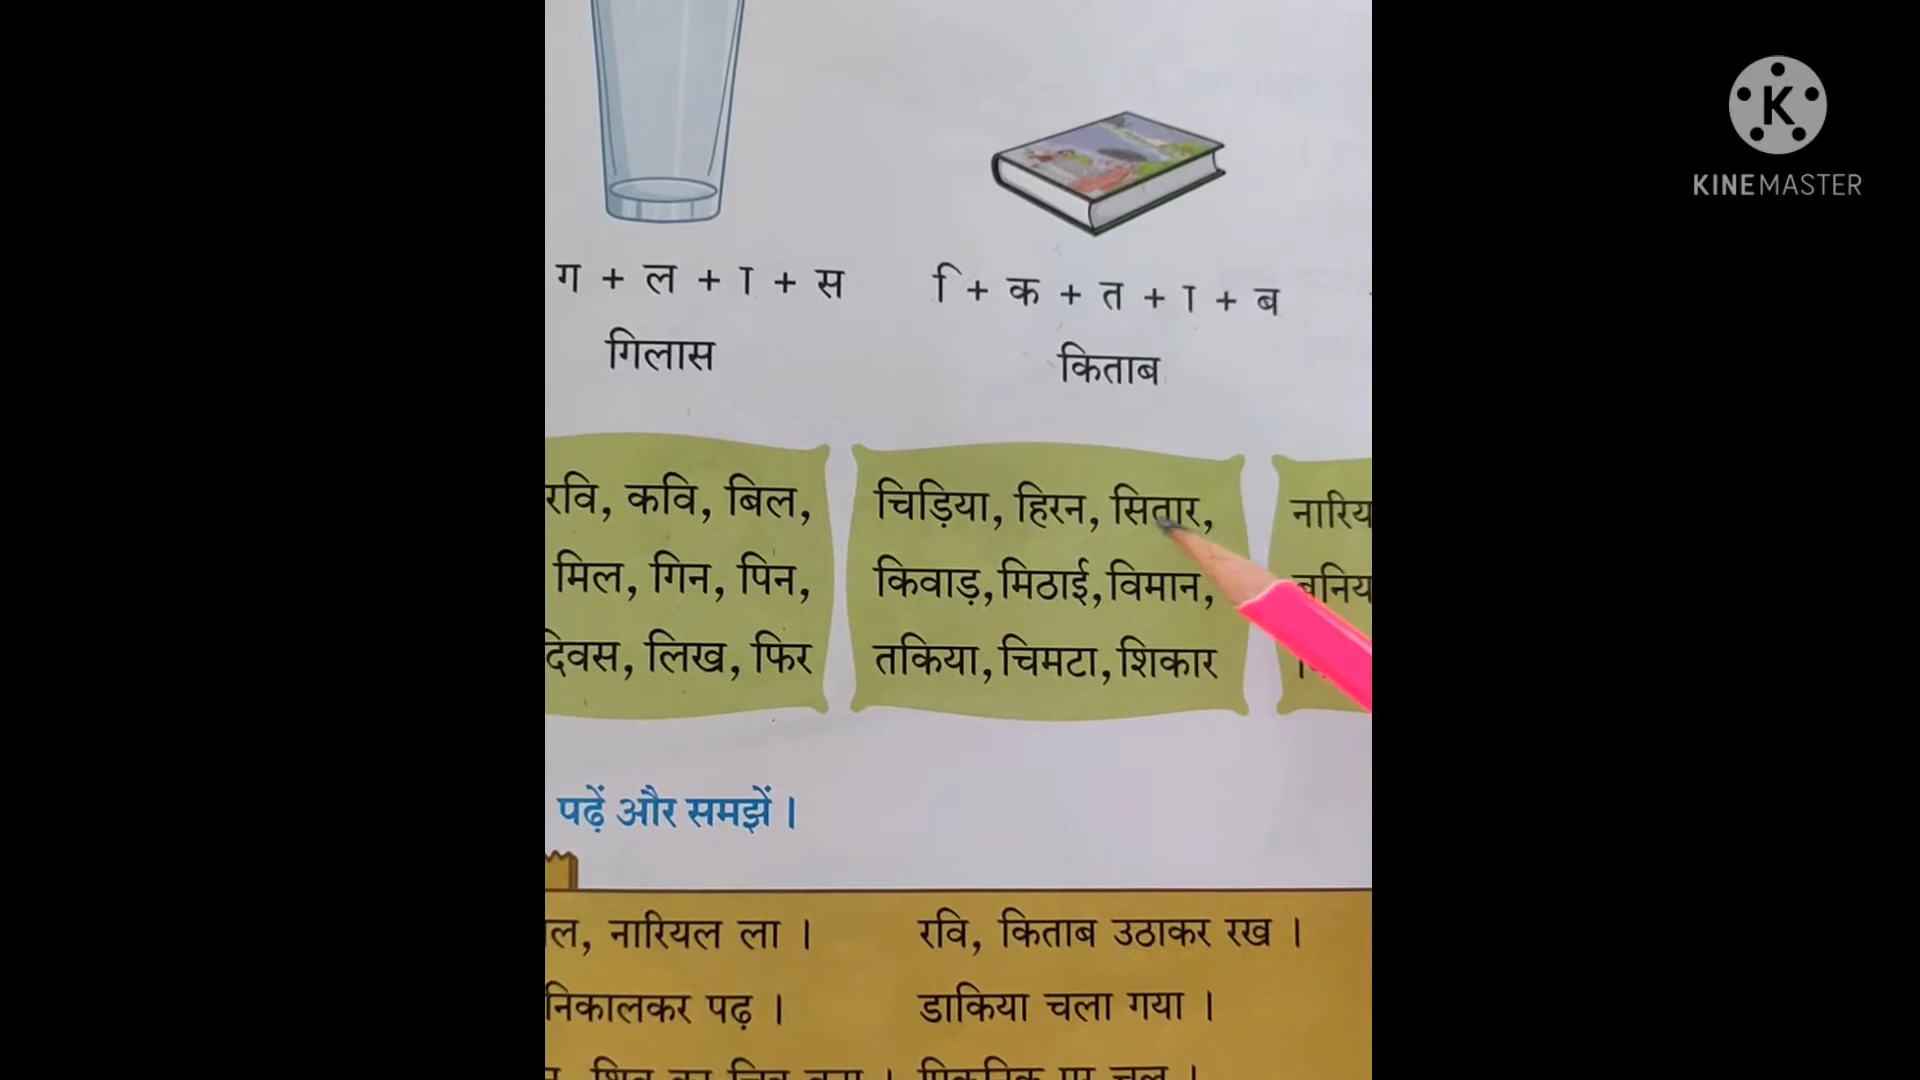 K
KINEMASTER
ग + ल + ा + स
ि + क + त + ा + ब
गिलास
किताब
रवि, कवि, बिल,
मिल, गिन, पिन,
दिवस, लिख, फिर
चिड़िया, हिरन, सितार,
किवाड़, मिठाई, विमान,
तकिया, चिमटा, शिकार
पढ़ें और समझें ।
नारियल ला ।
निकालकर पढ़ ।
रवि, किताब उठाकर रख ।
डाकिया चला गया ।